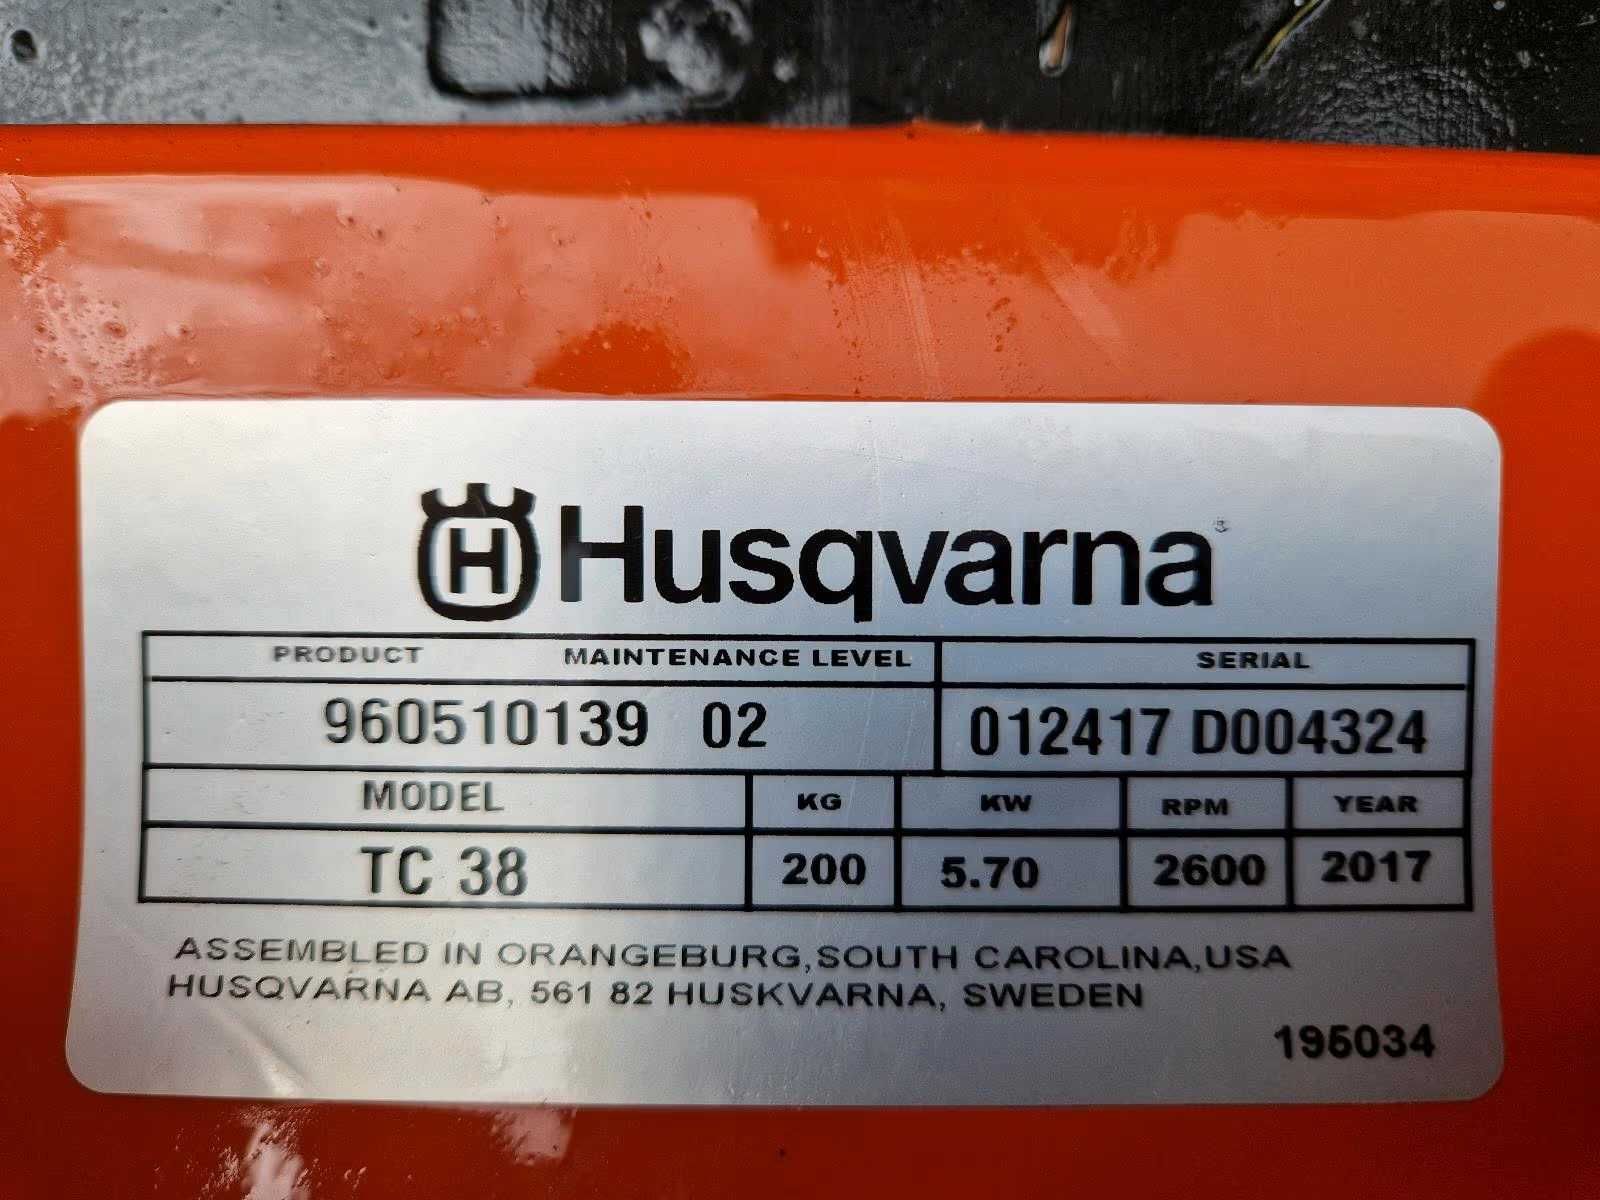 H Husqvarna
PRODUCT MAINTENANCE LEVEL SERIAL
960510139 02 012417 D004324
MODEL KG KW RPM YEAR
TC 38 200 5.70 2600 2017
ASSEMBLED IN ORANGEBURG,SOUTH CAROLINA,USA
HUSQVARNA AB, 561 82 HUSKVARNA, SWEDEN
195034